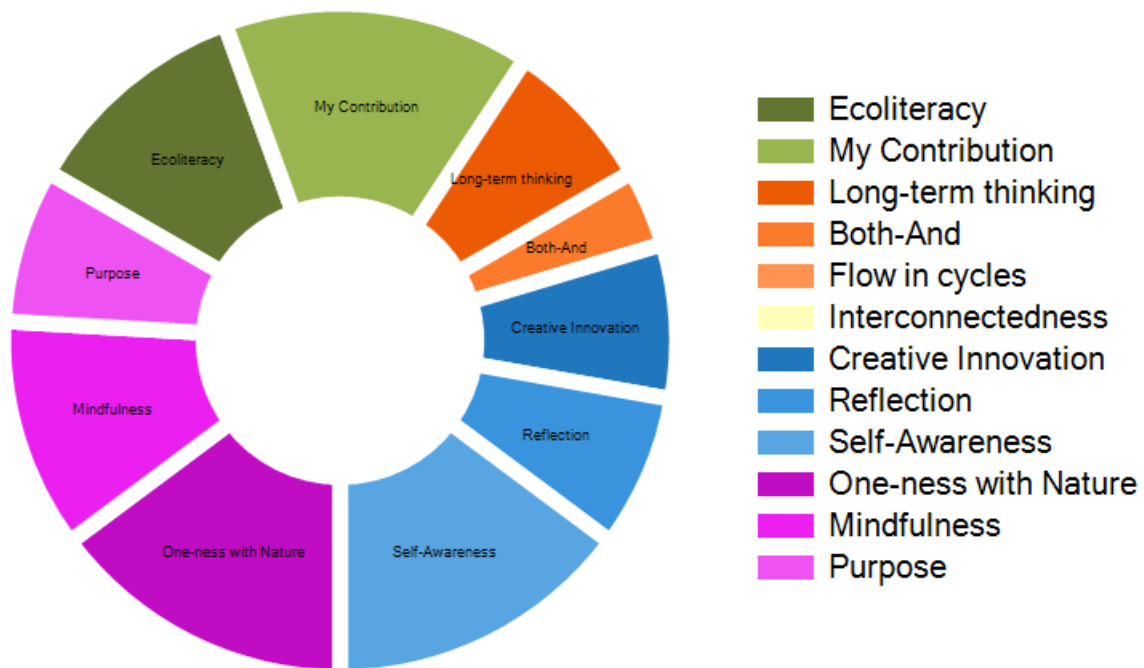 My Contribution
Ecoliteracy
Long-term thinking
Both-And
Purpose
Creative Innovation
Mindfulness
Reflection
One-ness with Nature
Self-Awareness
Ecoliteracy
My Contribution
Long-term thinking
Both-And
Flow in cycles
Interconnectedness
Creative Innovation
Reflection
Self-Awareness
One-ness with Nature
Mindfulness
Purpose